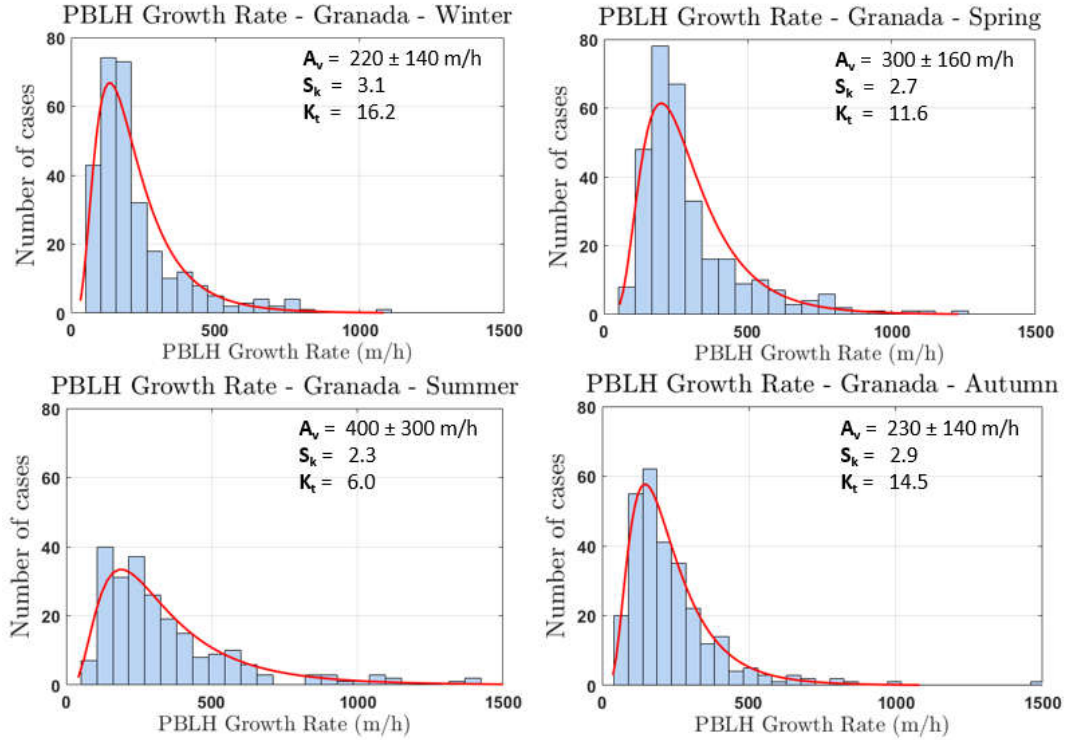 PBLH Growth Rate - Granada - Winter
80
60
40
20
0
Number of cases
A_v = 220 ± 140 m/h
S_k = 3.1
K_t = 16.2
0 500 1000 1500
PBLH Growth Rate (m/h)
PBLH Growth Rate - Granada - Spring
80
60
40
20
0
Number of cases
A_v = 300 ± 160 m/h
S_k = 2.7
K_t = 11.6
0 500 1000 1500
PBLH Growth Rate (m/h)
PBLH Growth Rate - Granada - Summer
80
60
40
20
0
Number of cases
A_v = 400 ± 300 m/h
S_k = 2.3
K_t = 6.0
0 500 1000 1500
PBLH Growth Rate (m/h)
PBLH Growth Rate - Granada - Autumn
80
60
40
20
0
Number of cases
A_v = 230 ± 140 m/h
S_k = 2.9
K_t = 14.5
0 500 1000 1500
PBLH Growth Rate (m/h)